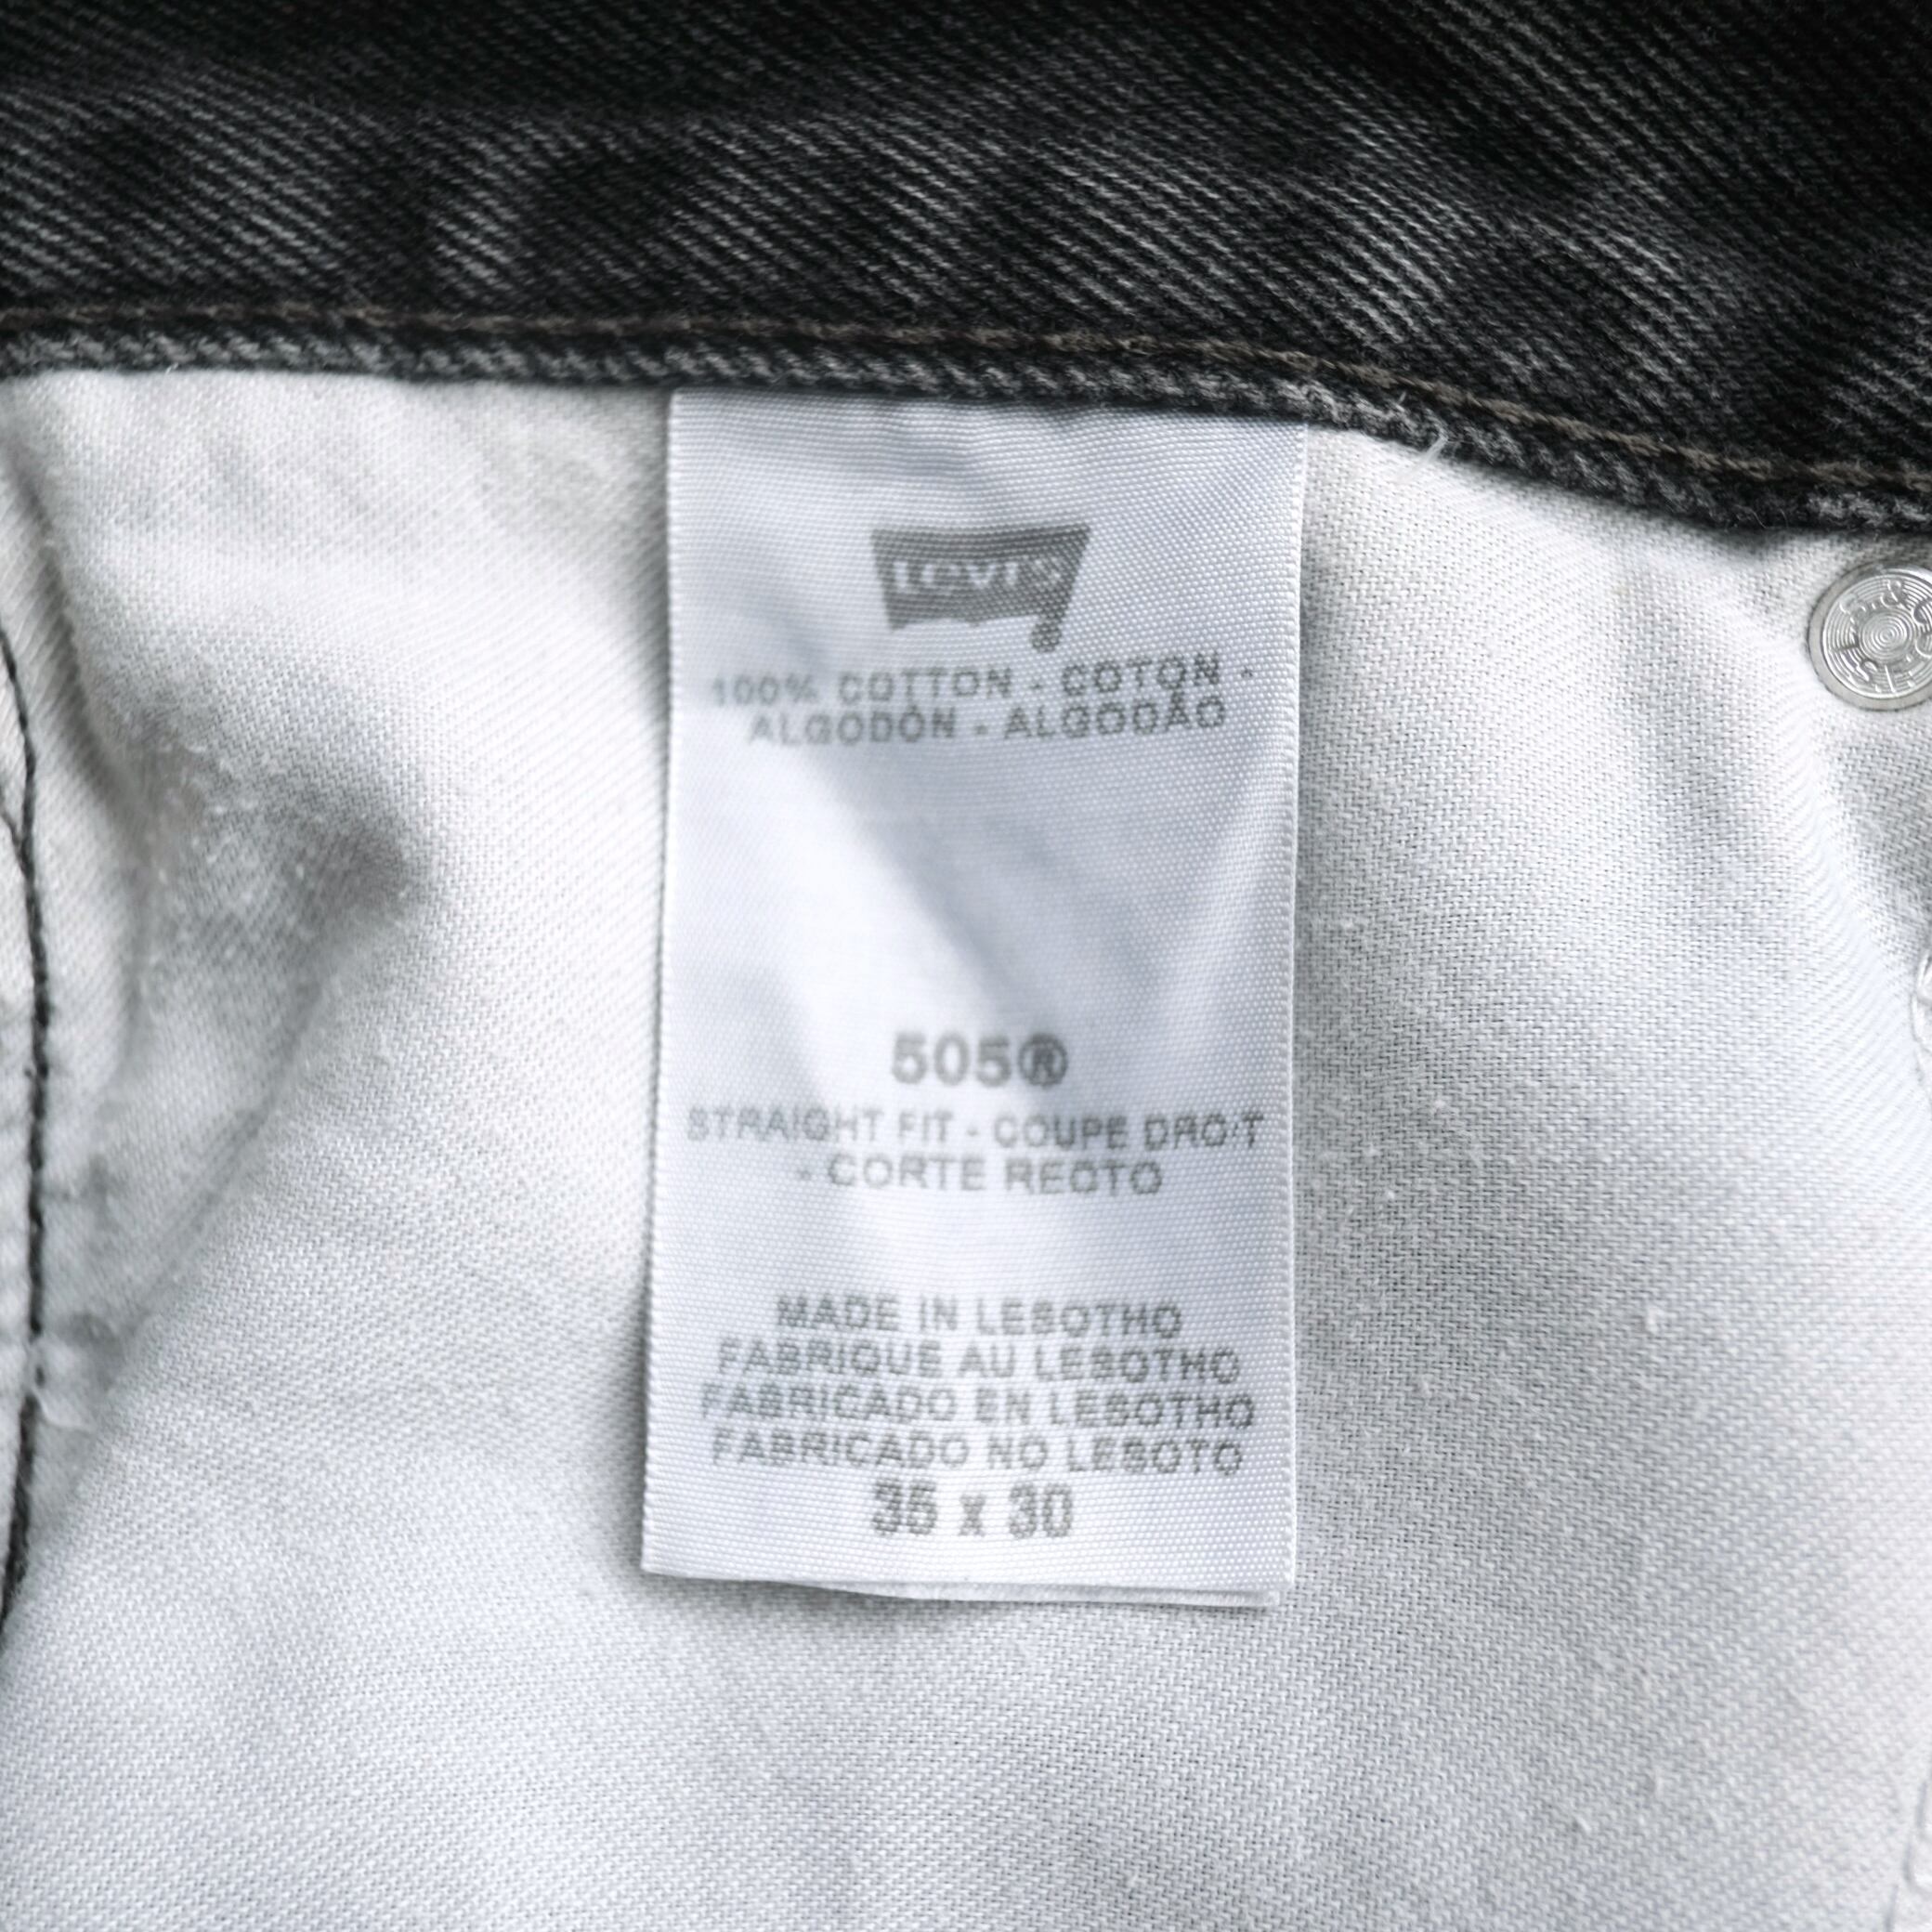 Levi's
®
100% COTTON - COTON -
ALGODÓN - ALGODÃO
505®
STRAIGHT FIT - COUPE DROIT
- CORTE RECTO
MADE IN LESOTHO
FABRIQUE AU LESOTHO
FABRICADO EN LESOTHO
FABRICADO NO LESOTO
x 30